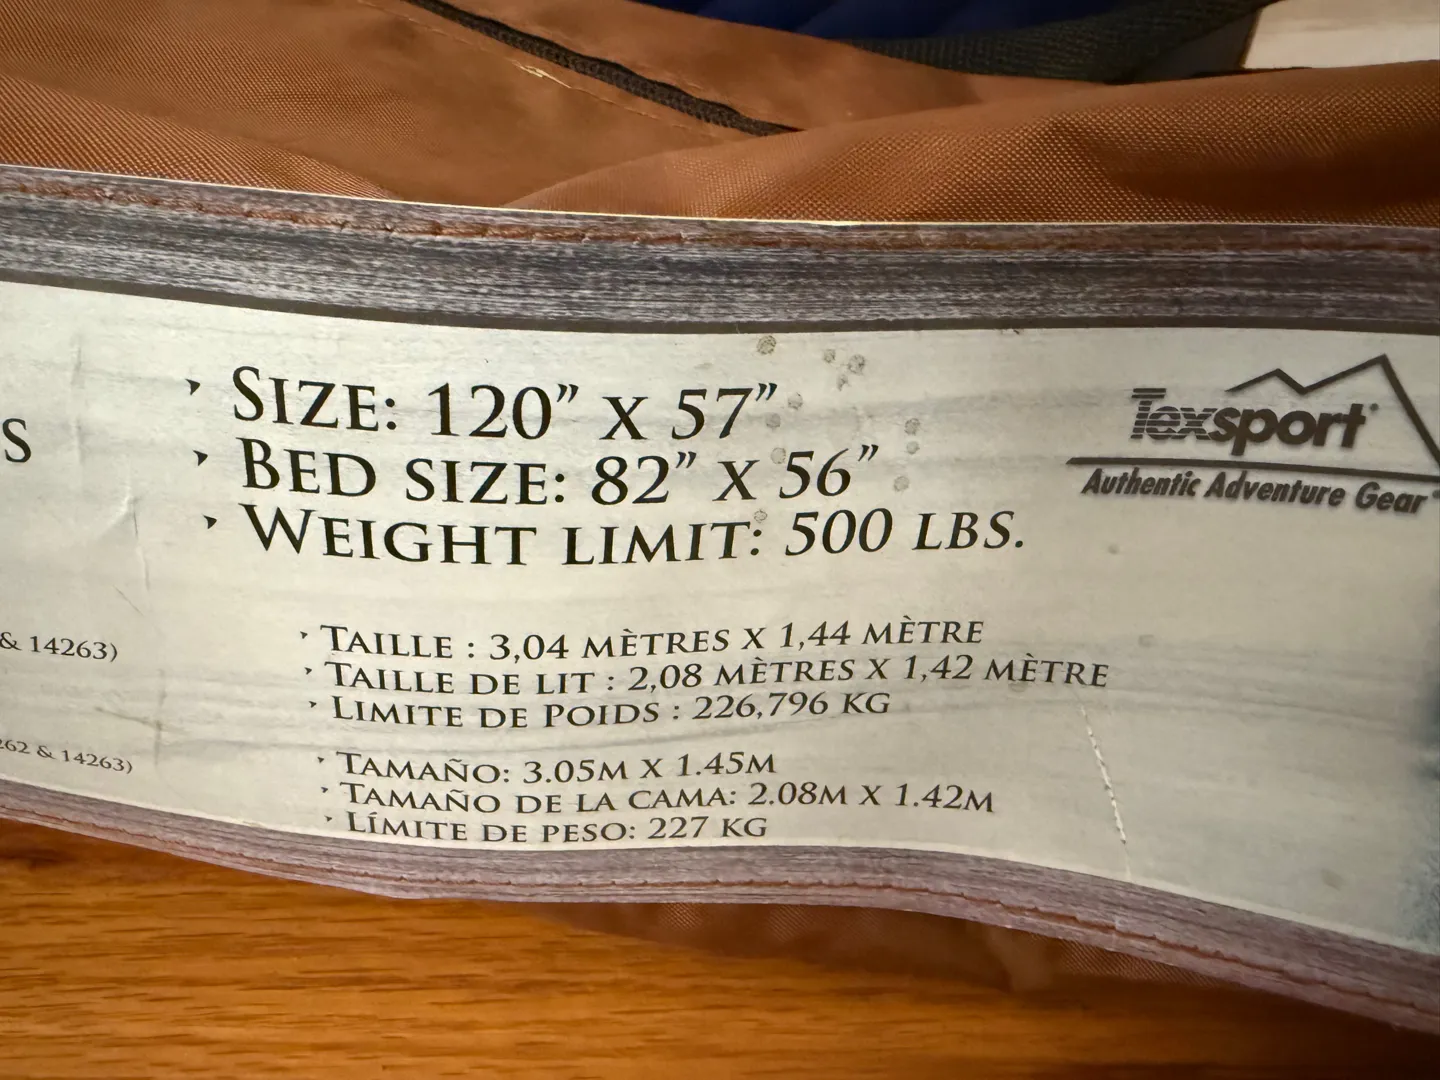 S
& 14263)
262 & 14263)
‣ SIZE: 120” X 57”
‣ BED SIZE: 82” X 56”
‣ WEIGHT LIMIT: 500 LBS.
‣ TAILLE : 3,04 MÈTRES X 1,44 MÈTRE
‣ TAILLE DE LIT : 2,08 MÈTRES X 1,42 MÈTRE
‣ LIMITE DE POIDS : 226,796 KG
‣ TAMAÑO: 3.05M X 1.45M
‣ TAMAÑO DE LA CAMA: 2.08M X 1.42M
‣ LÍMITE DE PESO: 227 KG
Texsport®
Authentic Adventure Gear®